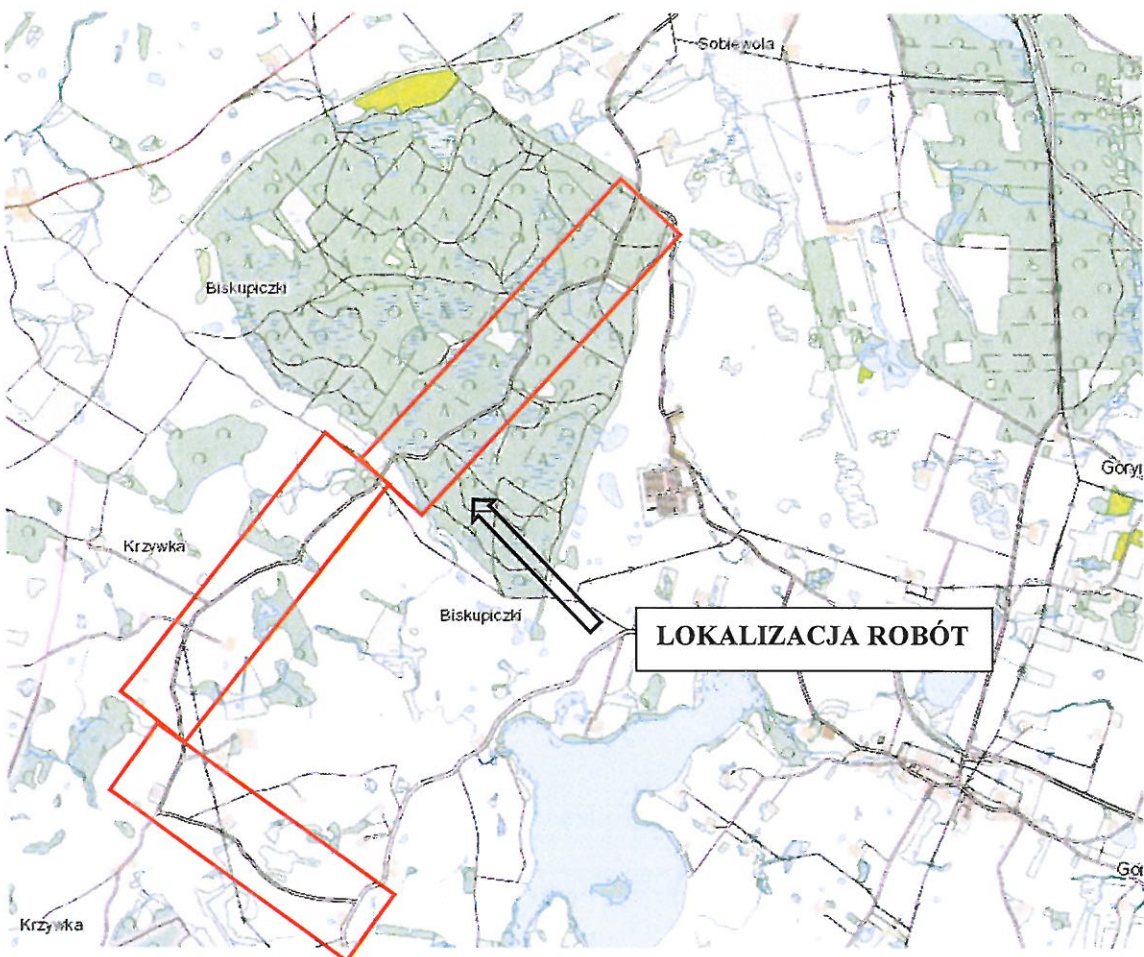 Sobiewola
Biskupiczki
Krzywka
Biskupiczki
LOKALIZACJA ROBÓT
Krzywka